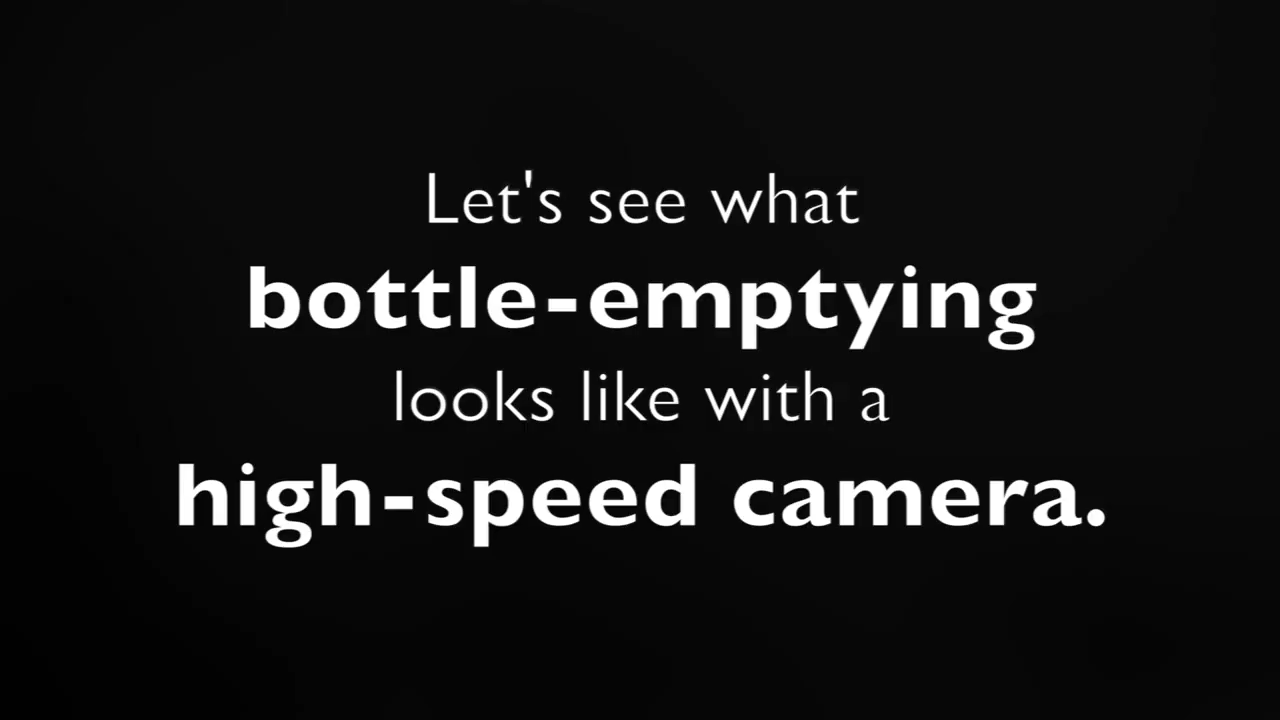 Let's see what
bottle-emptying
looks like with a
high-speed camera.